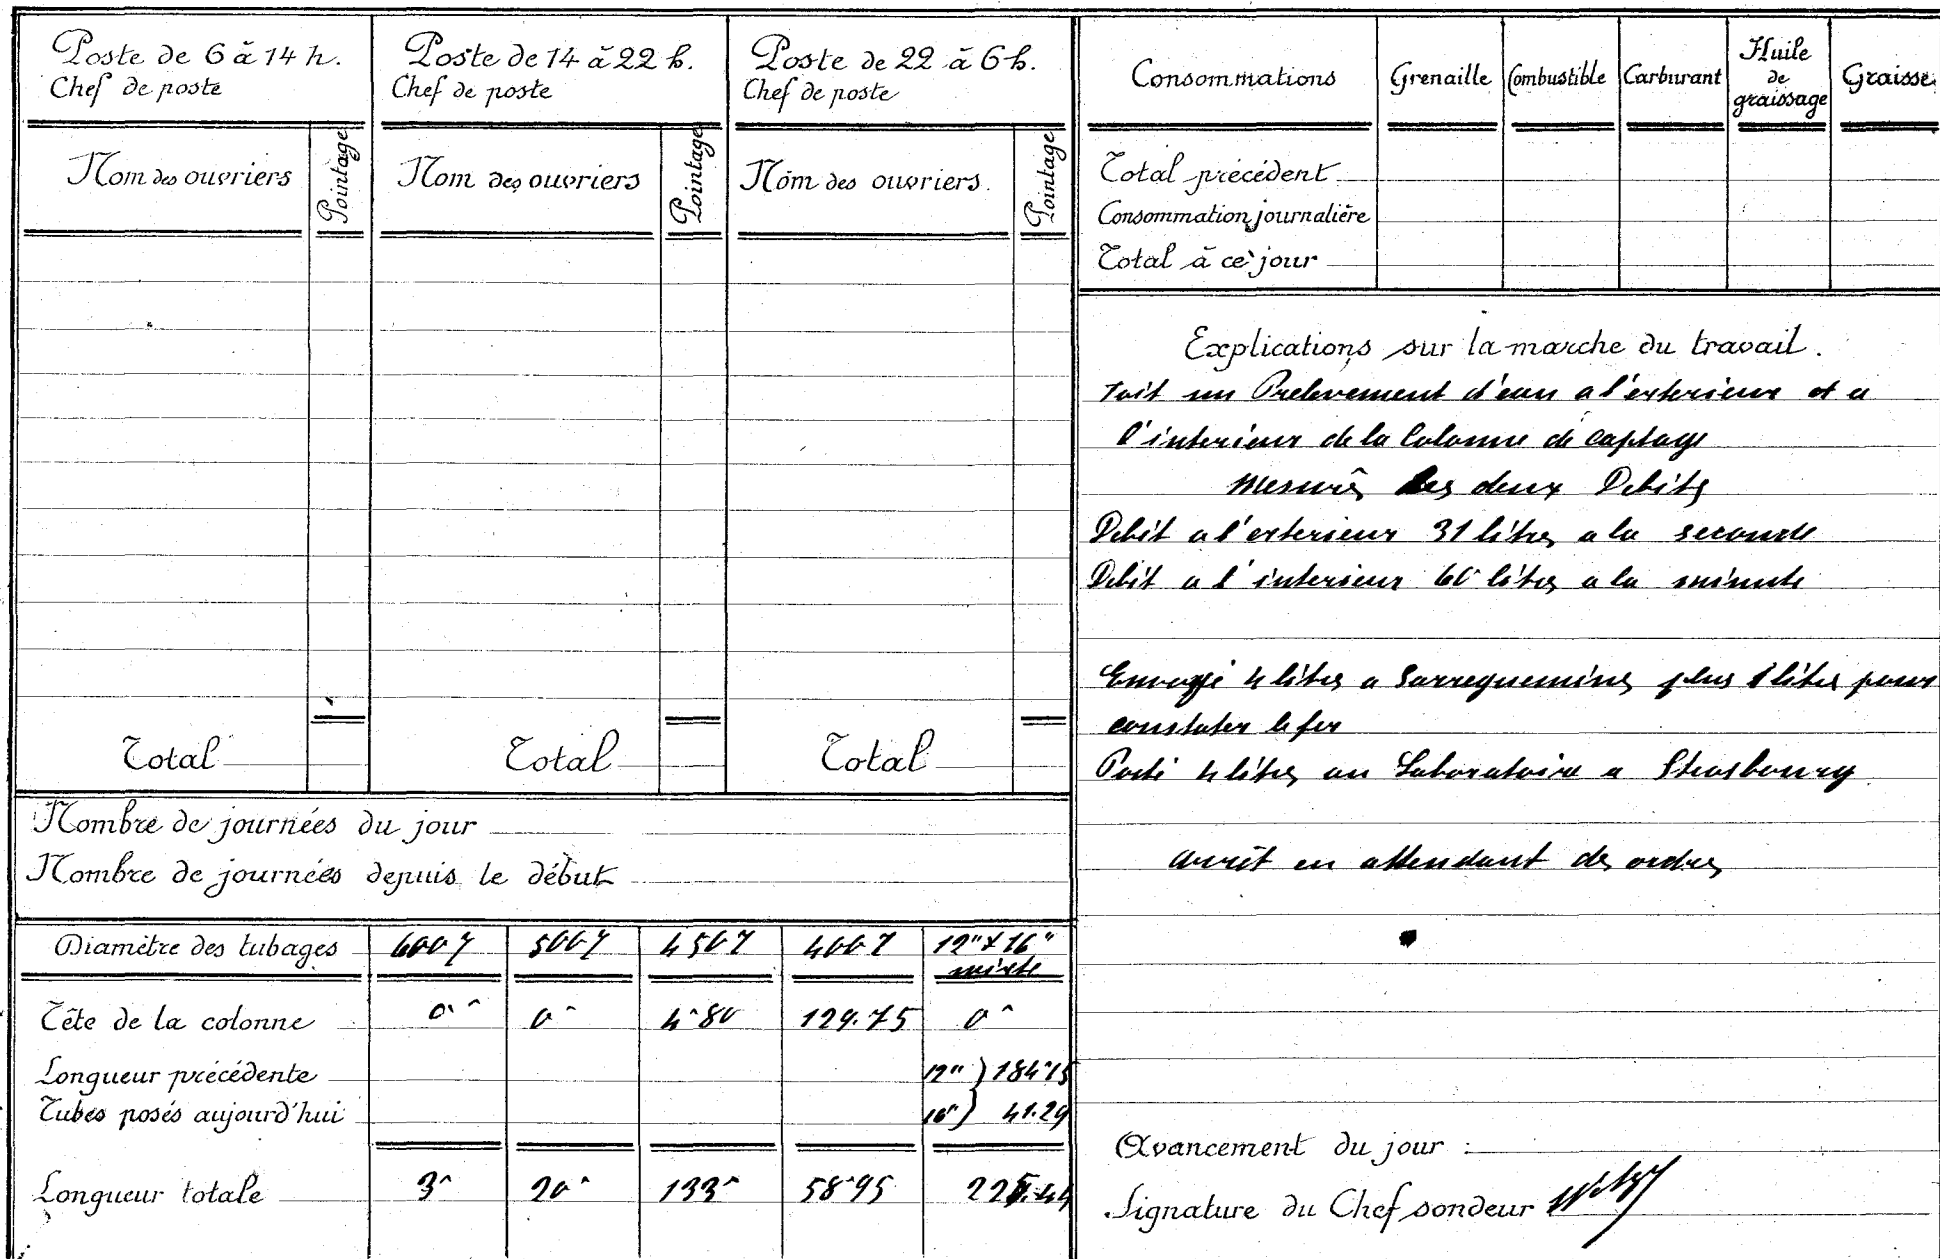 Poste de 6 à 14 h.
Chef de poste
Nom des ouvriers
Pointage
Poste de 14 à 22 h.
Chef de poste
Nom des ouvriers
Pointage
Poste de 22 à 6 h.
Chef de poste
Nom des ouvriers.
Pointage
Total
Total
Total
Nombre de journées du jour
Nombre de journées depuis le début
Diamètre des tubages 12" x 16"
mixte
Tête de la colonne 0^ 0^ 4^80 129.75 0^
Longueur précédente 12" ) 184^15
Tubes posés aujourd'hui 16" ) 41.29
Longueur totale 3^ 20^ 133^ 58^95
Consommations Grenaille Combustible Carburant Huile de graissage Graisse
Total précédent
Consommation journalière
Total à ce jour
Explications sur la marche du travail.
Fait un Prelevement d'eau a l'exterieur et a
l'interieur de la Colonne de Captage
Mesurés les deux Debits
Debit a l'exterieur 31 litres a la seconde
Debit a l'interieur 60 litres a la minute
Envoyé 4 litres a Sarreguemines plus 1 litres pour
constater le fer
Porté 4 litres au Laboratoire a Strasbourg
arrêt en attendant des ordres
Avancement du jour :
Signature du Chef sondeur